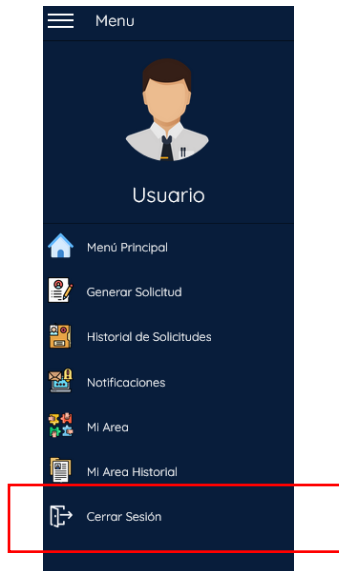 Menu
Usuario
Menú Principal
Generar Solicitud
Historial de Solicitudes
Notificaciones
Mi Area
Mi Area Historial
Cerrar Sesión